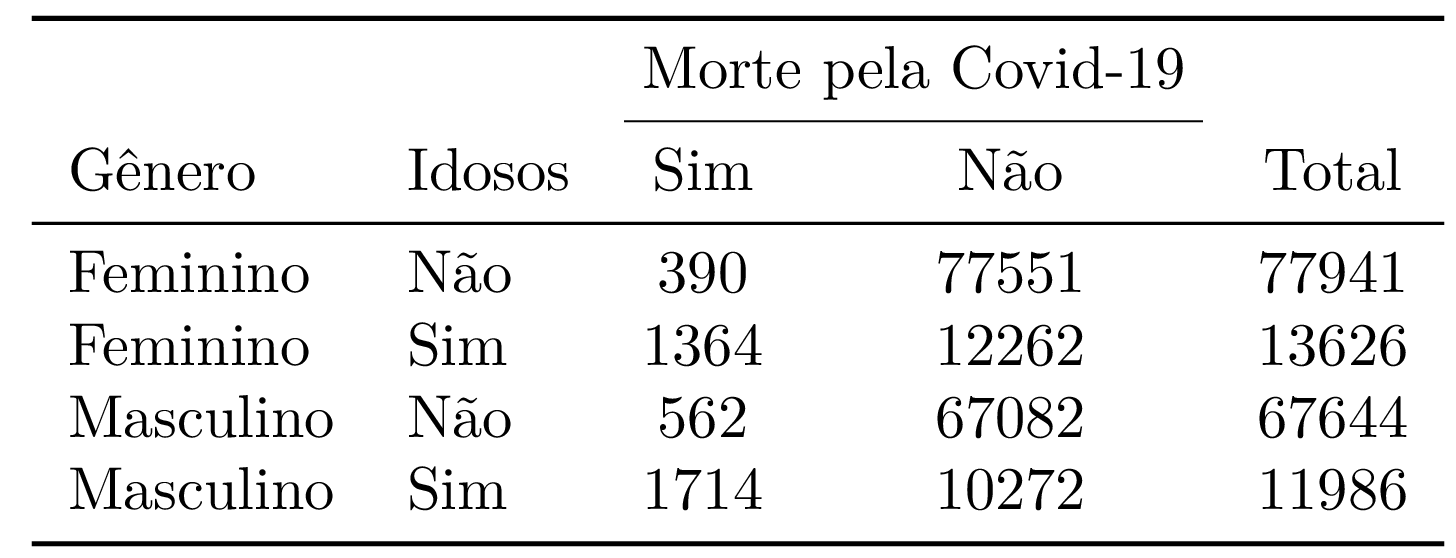 Morte pela Covid-19
Gênero Idosos Sim Não Total
Feminino Não 390 77551 77941
Feminino Sim 1364 12262 13626
Masculino Não 562 67082 67644
Masculino Sim 1714 10272 11986